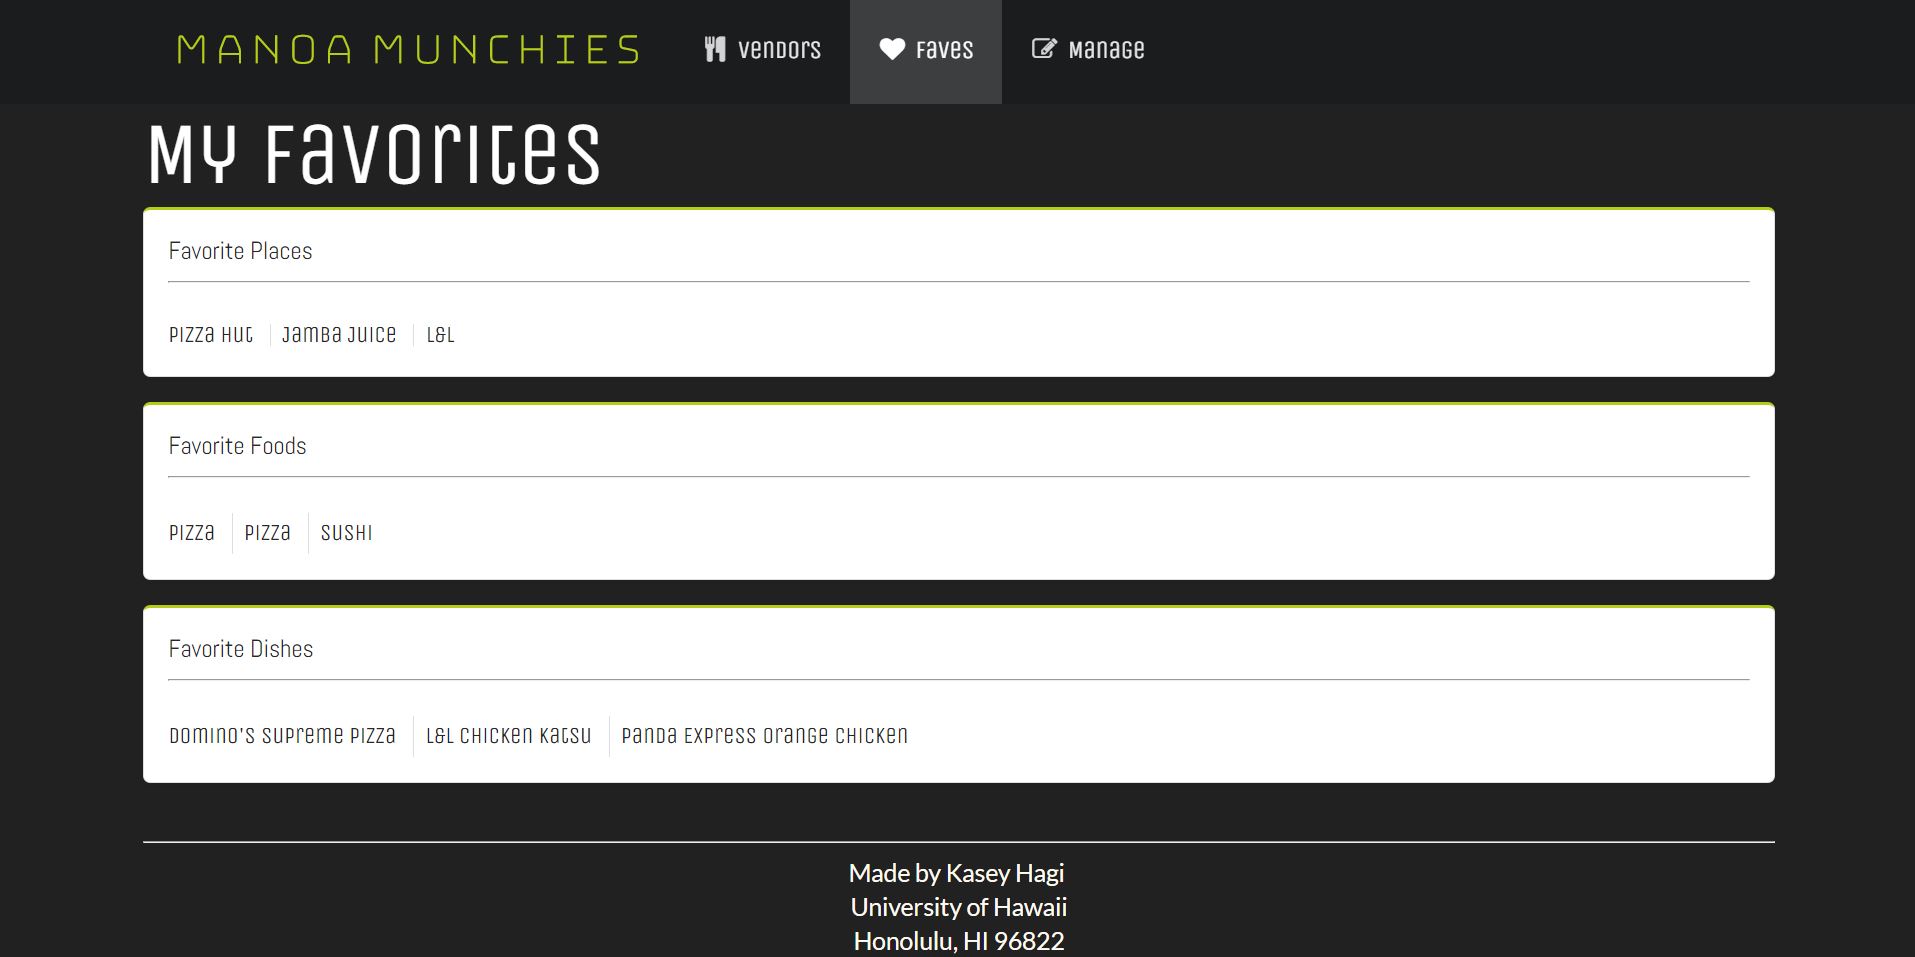 MANOA MUNCHIES Vendors Faves Manage
My Favorites
Favorite Places
Pizza Hut Jamba Juice L&L
Favorite Foods
Pizza Pizza Sushi
Favorite Dishes
Domino's Supreme Pizza L&L Chicken Katsu Panda Express Orange Chicken
Made by Kasey Hagi
University of Hawaii
Honolulu, HI 96822